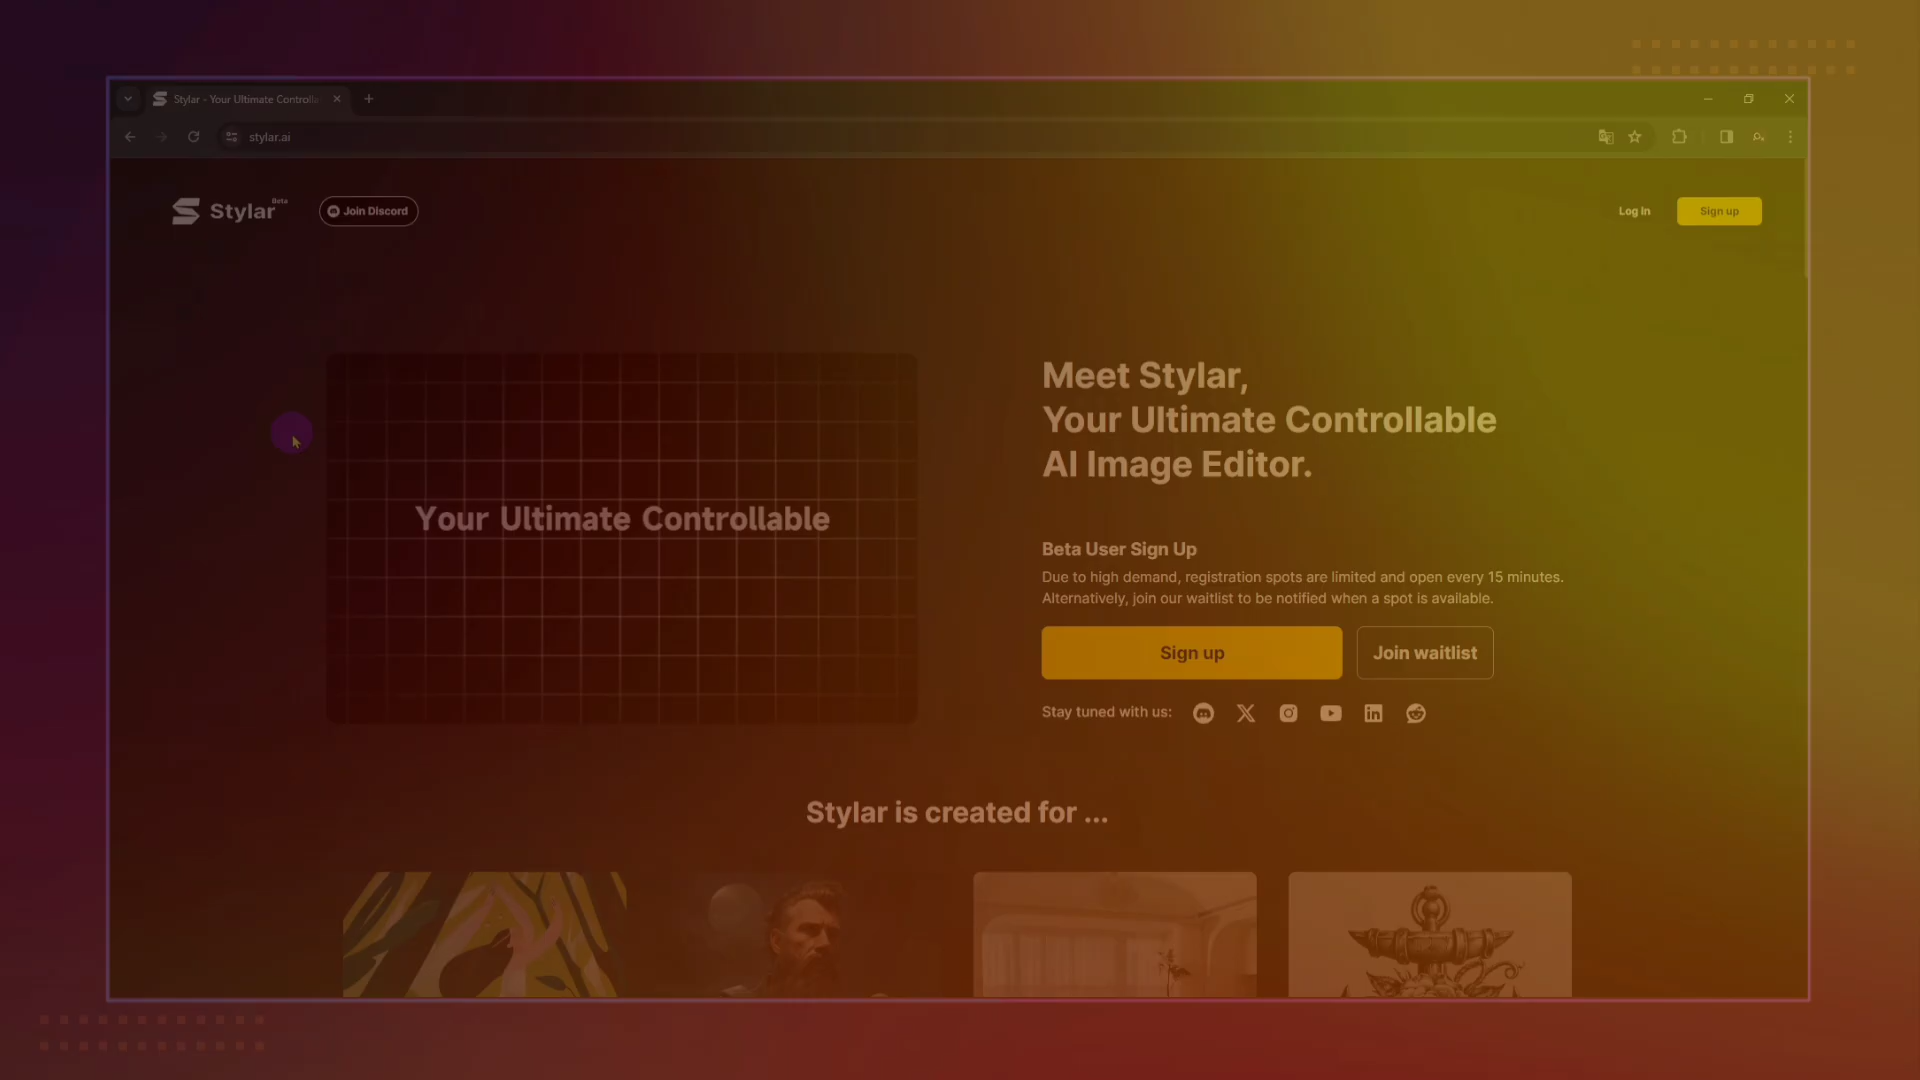 Stylar - Your Ultimate Controlla
stylar.ai
Stylar Beta
Join Discord
Log in
Sign up
Your Ultimate Controllable
Meet Stylar,
Your Ultimate Controllable
AI Image Editor.
Beta User Sign Up
Due to high demand, registration spots are limited and open every 15 minutes.
Alternatively, join our waitlist to be notified when a spot is available.
Sign up
Join waitlist
Stay tuned with us:
Stylar is created for ...